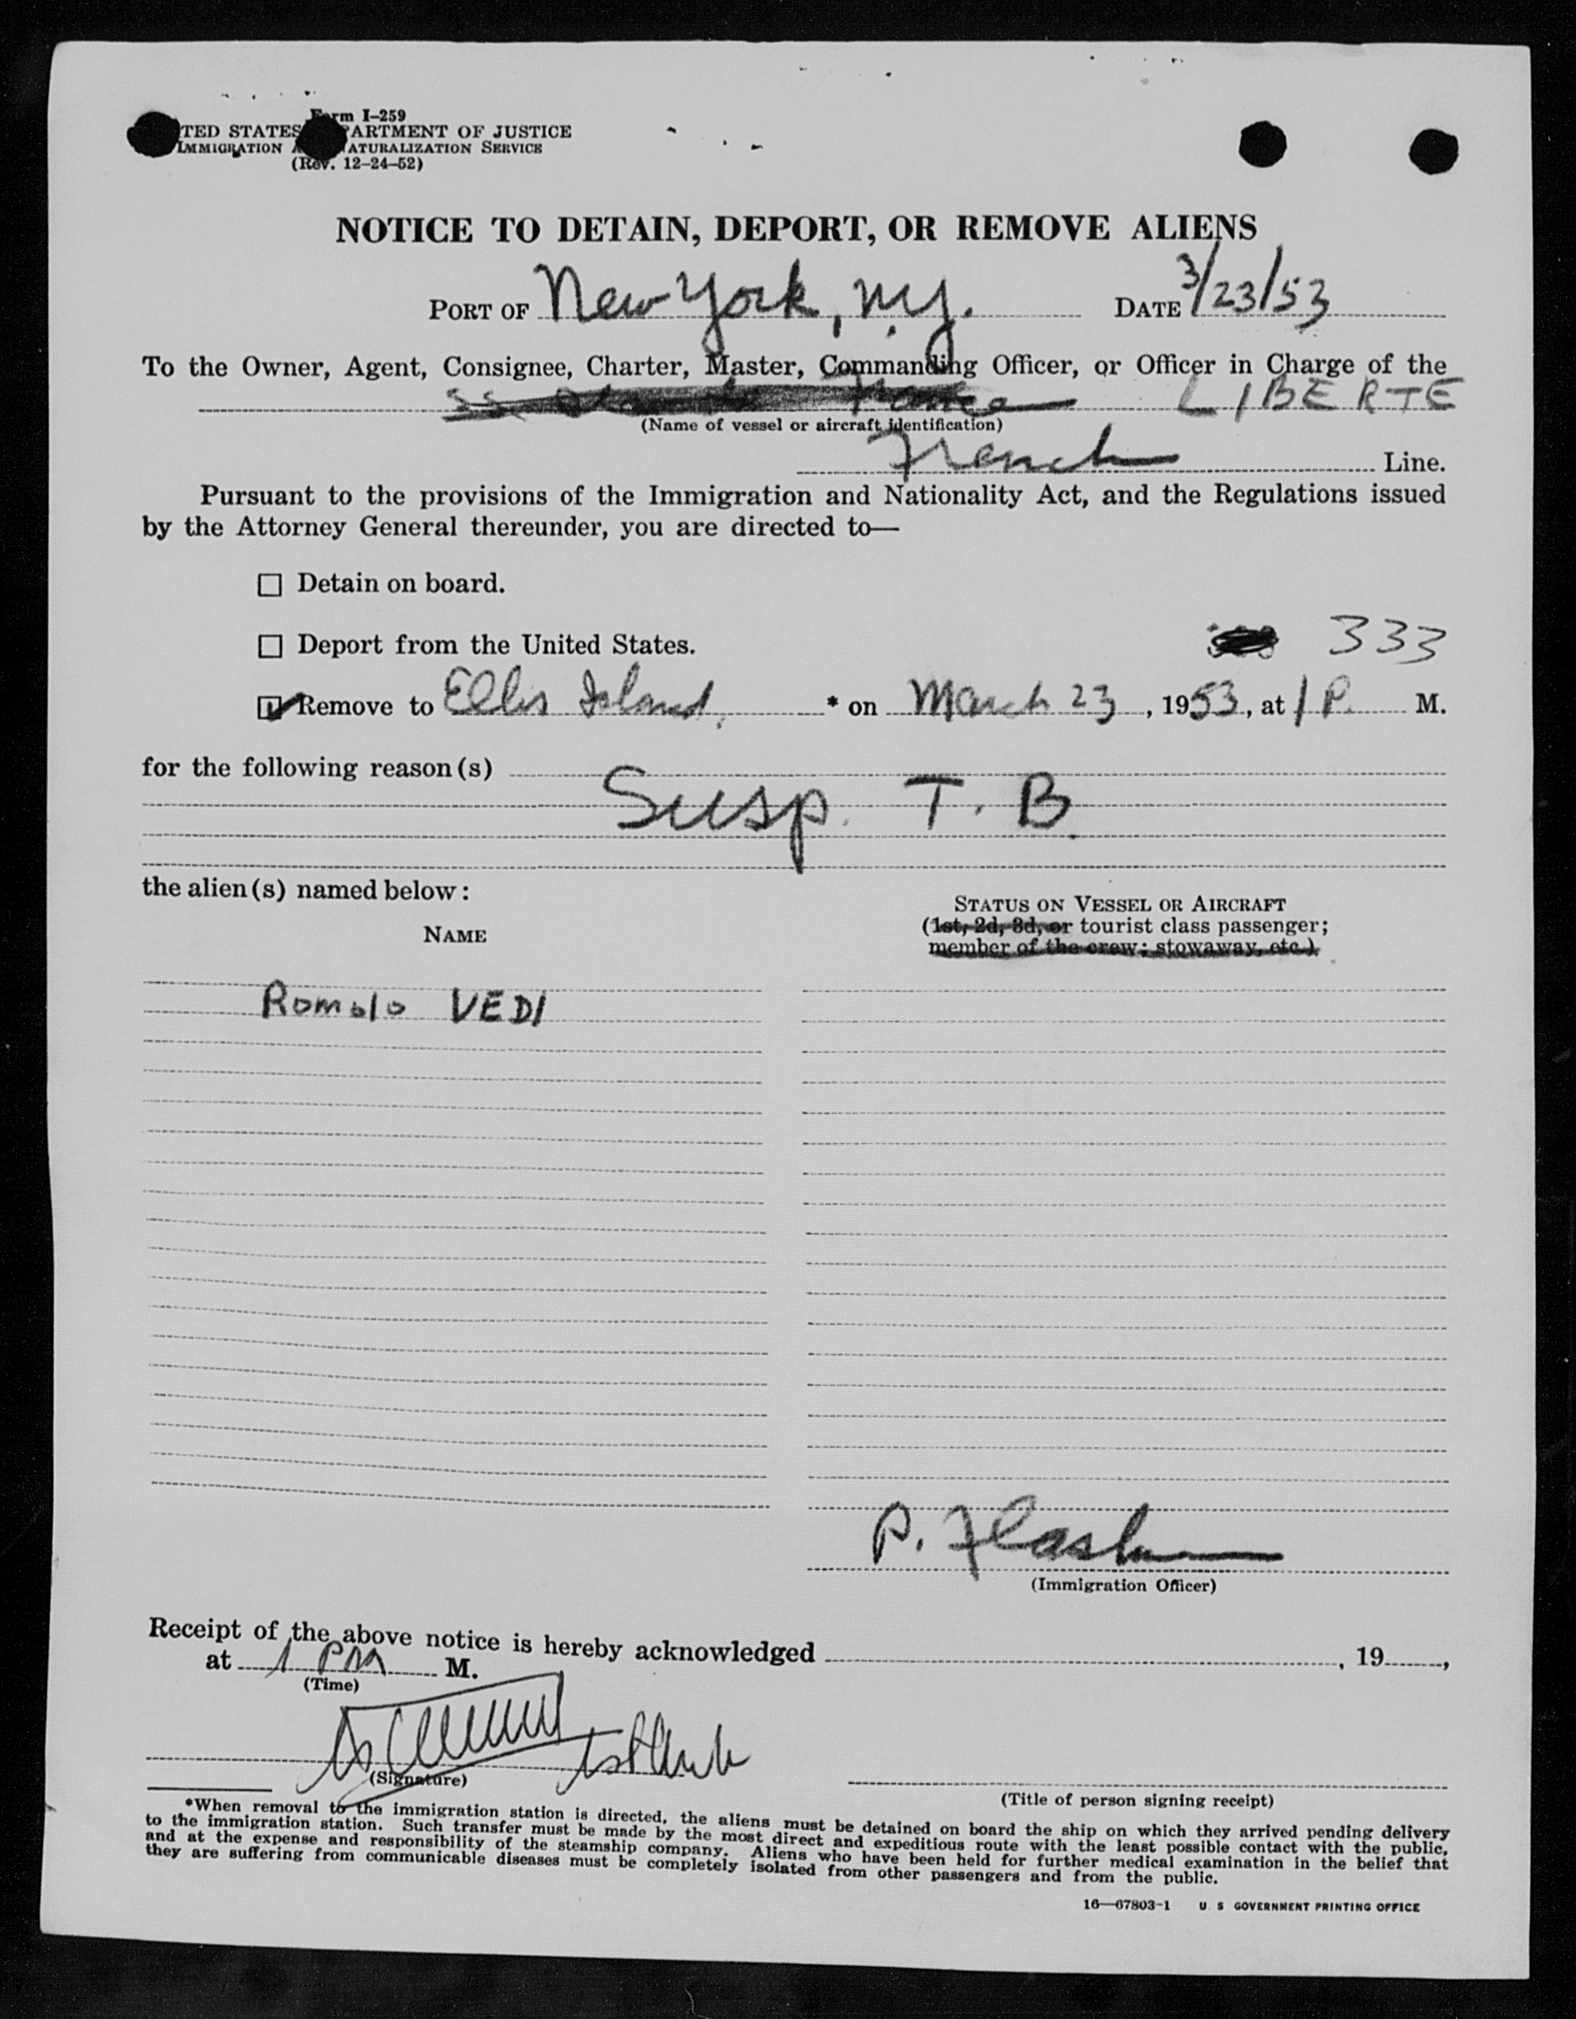 Form I-259
TED STATES ARTMENT OF JUSTICE
IMMIGRATION A ATURALIZATION SERVICE
(Rev. 12-24-52)
NOTICE TO DETAIN, DEPORT, OR REMOVE ALIENS
PORT OF New York, N.Y. DATE 3/23/53
To the Owner, Agent, Consignee, Charter, Master, Commanding Officer, or Officer in Charge of the
SS. LIBERTE
(Name of vessel or aircraft identification)
French Line.
Pursuant to the provisions of the Immigration and Nationality Act, and the Regulations issued
by the Attorney General thereunder, you are directed to—
☐ Detain on board.
☐ Deport from the United States.
333
☑ Remove to Ellis Island, * on March 23, 1953, at 1 P. M.
for the following reason(s)
Susp. T. B.
the alien(s) named below:
STATUS ON VESSEL OR AIRCRAFT
NAME
(1st, 2d, 3d, or tourist class passenger;
member of the crew; stowaway, etc.)
Romolo VEDI
P.
(Immigration Officer)
Receipt of the above notice is hereby acknowledged , 19 ,
at 1 PM M.
(Time)
(Signature)
(Title of person signing receipt)
*When removal to the immigration station is directed, the aliens must be detained on board the ship on which they arrived pending delivery
to the immigration station. Such transfer must be made by the most direct and expeditious route with the least possible contact with the public,
and at the expense and responsibility of the steamship company. Aliens who have been held for further medical examination in the belief that
they are suffering from communicable diseases must be completely isolated from other passengers and from the public.
16—67803-1 U S GOVERNMENT PRINTING OFFICE